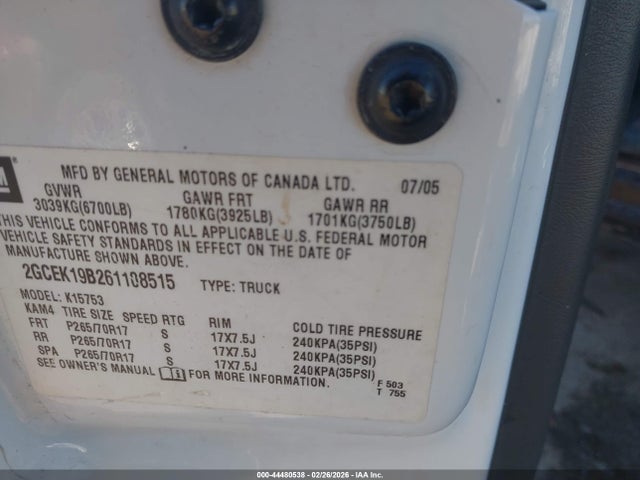 GM
MFD BY GENERAL MOTORS OF CANADA LTD. 07/05
GVWR GAWR FRT GAWR RR
3039KG(6700LB) 1780KG(3925LB) 1701KG(3750LB)
THIS VEHICLE CONFORMS TO ALL APPLICABLE U.S. FEDERAL MOTOR
VEHICLE SAFETY STANDARDS IN EFFECT ON THE DATE OF
MANUFACTURE SHOWN ABOVE.
2GCEK19B261108515 TYPE: TRUCK
MODEL: K15753
KAM4 TIRE SIZE SPEED RTG RIM COLD TIRE PRESSURE
FRT P265/70R17 S 17X7.5J 240KPA(35PSI)
RR P265/70R17 S 17X7.5J 240KPA(35PSI)
SPA P265/70R17 S 17X7.5J 240KPA(35PSI)
SEE OWNER'S MANUAL FOR MORE INFORMATION.
F 503
T 755
000-44480538 - 02/26/2026 - IAA Inc.